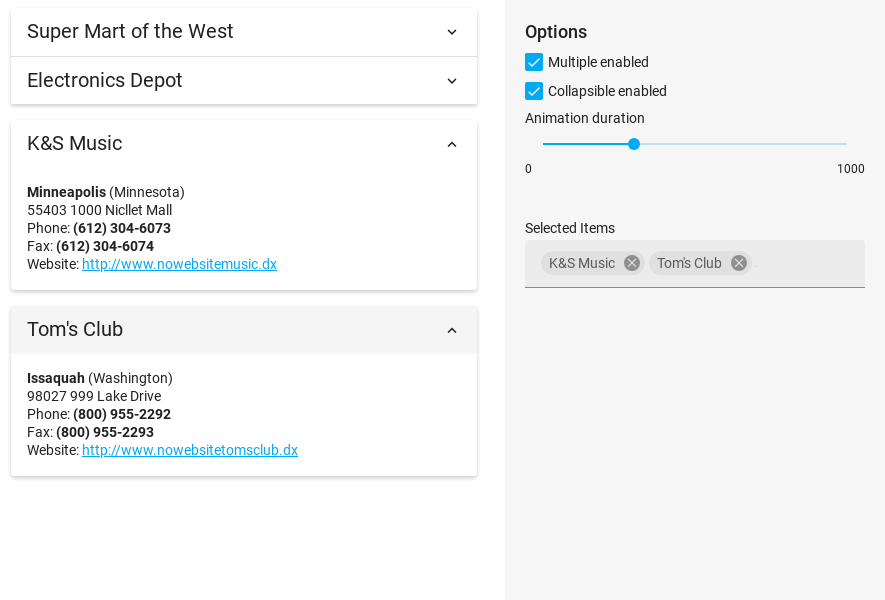 Super Mart of the West
Electronics Depot
K&S Music
Minneapolis (Minnesota)
55403 1000 Nicllet Mall
Phone: (612) 304-6073
Fax: (612) 304-6074
Website: http://www.nowebsitemusic.dx
Tom's Club
Issaquah (Washington)
98027 999 Lake Drive
Phone: (800) 955-2292
Fax: (800) 955-2293
Website: http://www.nowebsitetomsclub.dx
Options
Multiple enabled
Collapsible enabled
Animation duration
0 1000
Selected Items
K&S Music Tom's Club